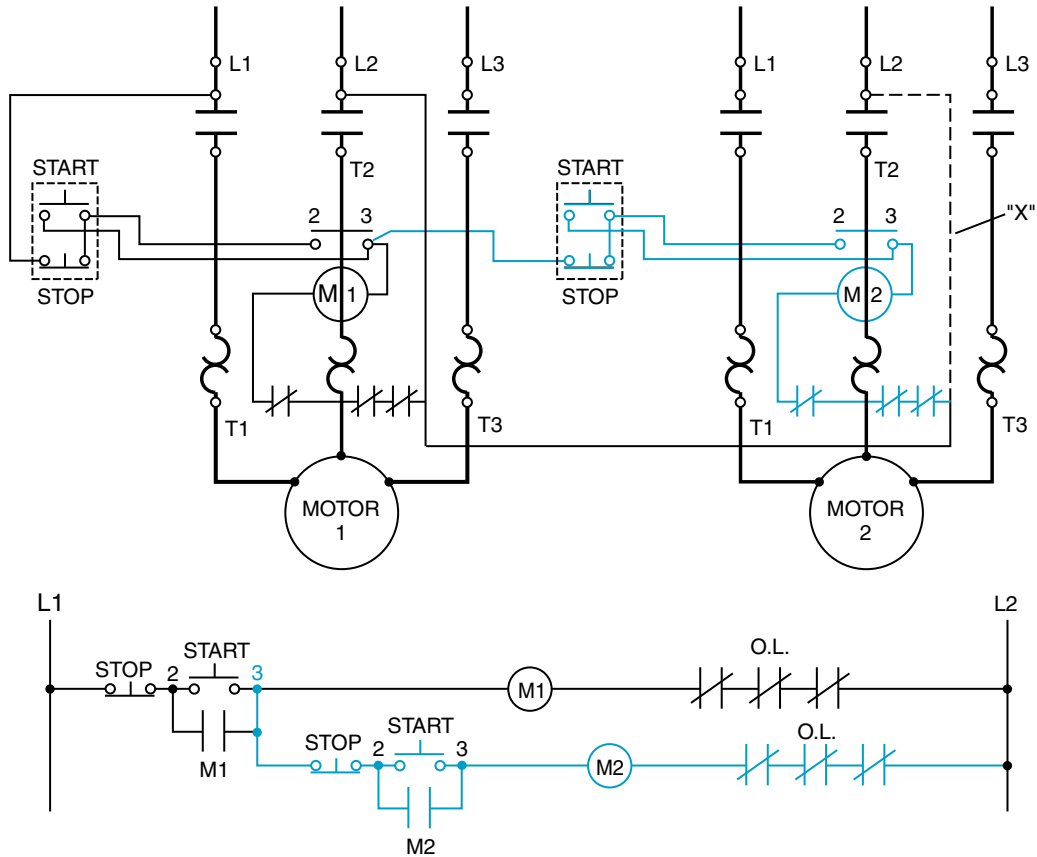 L1 L2 L3 L1 L2 L3
START T2 START T2
2 3 2 3 "X"
STOP M 1 STOP M 2
T1 T3 T1 T3
MOTOR
1
MOTOR
2
L1 L2
START O.L.
STOP 2 3
M1
START O.L.
M1 STOP 2 3
M2
M2